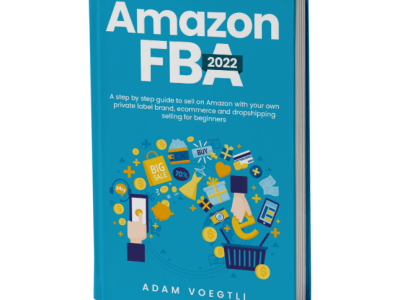 Amazon
FBA
2022
A step by step guide to sell on Amazon with your own
private label brand, ecommerce and dropshipping
selling for beginners
BIG
SALE
70%
BUY
ADAM VOEGTLI